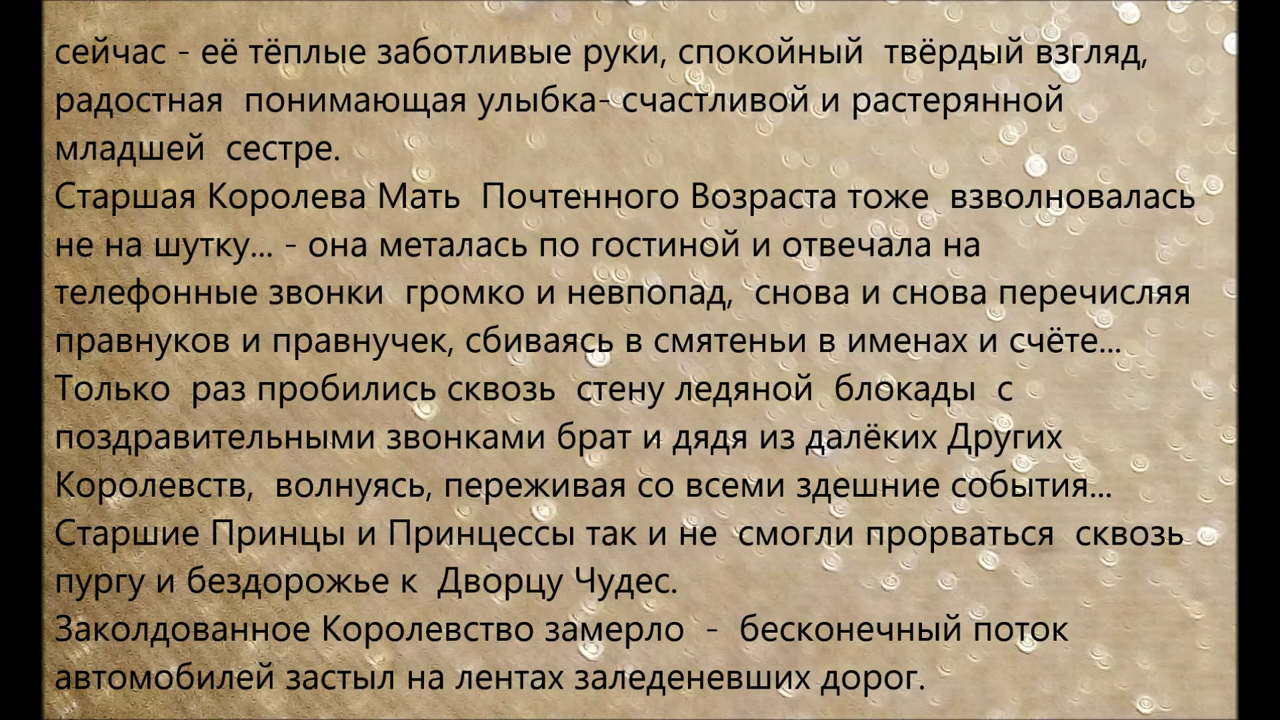 сейчас - её тёплые заботливые руки, спокойный  твёрдый взгляд,
радостная  понимающая улыбка- счастливой и растерянной
младшей  сестре.
Старшая Королева Мать  Почтенного Возраста тоже  взволновалась
не на шутку... - она металась по гостиной и отвечала на
телефонные звонки  громко и невпопад,  снова и снова перечисляя
правнуков и правнучек, сбиваясь в смятеньи в именах и счёте...
Только  раз пробились сквозь  стену ледяной  блокады  с
поздравительными звонками брат и дядя из далёких Других
Королевств,  волнуясь, переживая со всеми здешние события...
Старшие Принцы и Принцессы так и не  смогли прорваться  сквозь
пургу и бездорожье к  Дворцу Чудес.
Заколдованное Королевство замерло  -  бесконечный поток
автомобилей застыл на лентах заледеневших дорог.